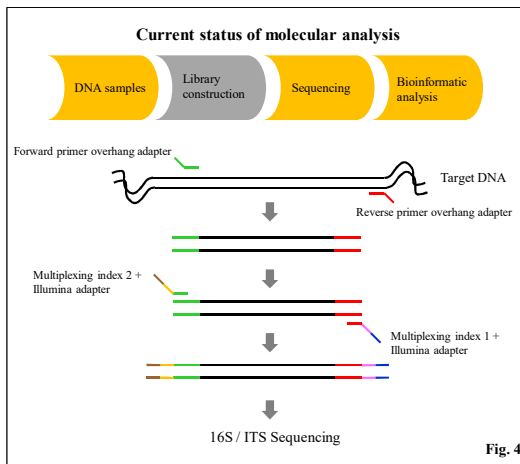 Current status of molecular analysis
DNA samples
Library
construction
Sequencing
Bioinformatic
analysis
Forward primer overhang adapter
Target DNA
Reverse primer overhang adapter
Multiplexing index 2 +
Illumina adapter
Multiplexing index 1 +
Illumina adapter
16S / ITS Sequencing
Fig. 4